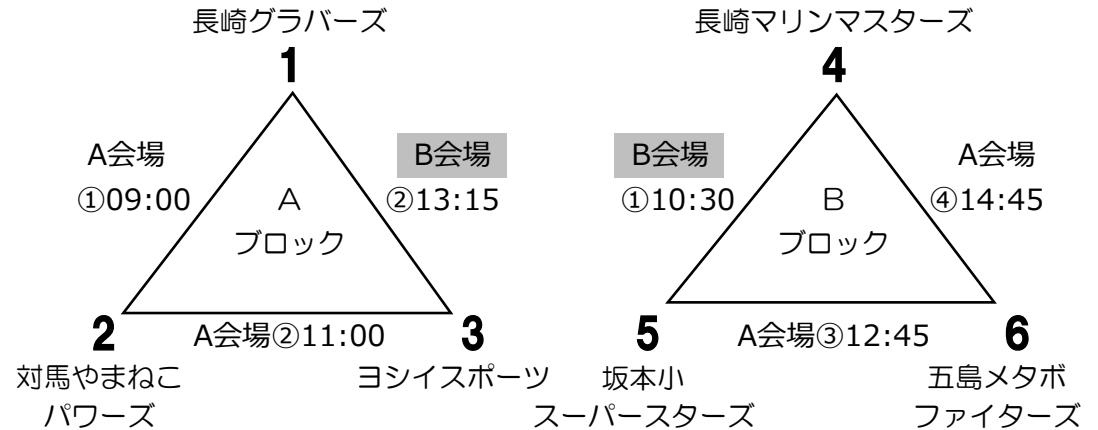 長崎グラバーズ
1
A会場
①09:00
B会場
②13:15
A
ブロック
2
A会場②11:00
3
対馬やまねこ
パワーズ
ヨシイスポーツ
長崎マリンマスターズ
4
B会場
①10:30
A会場
④14:45
B
ブロック
5
A会場③12:45
6
坂本小
スーパースターズ
五島メタボ
ファイターズ